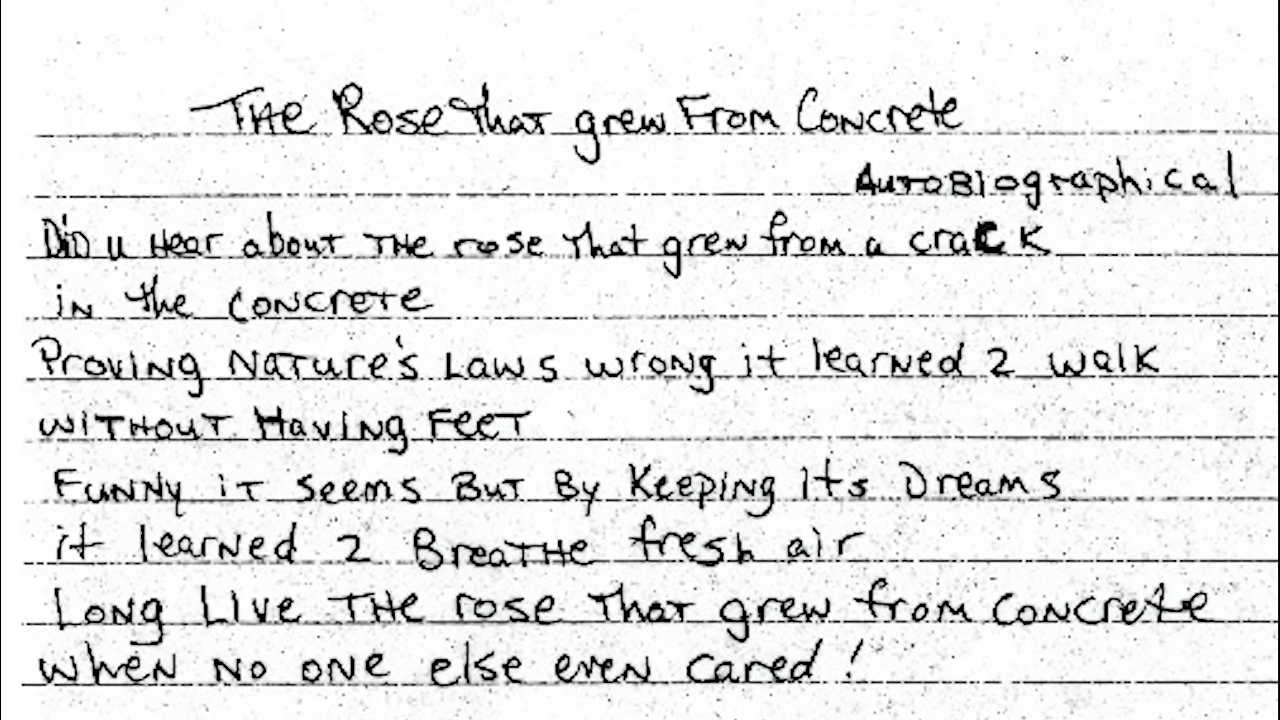 THE Rose That grew From Concrete
AutoBiographical
Did u Hear about THE rose That grew from a craCK
in the concrete
Proving Nature's Laws wrong it learned 2 walk
WITHOUT Having FeeT
Funny it seems But By Keeping its Dreams
it learned 2 BreaTHe fresh air
Long Live THE rose That grew from concrete
when no one else even cared!